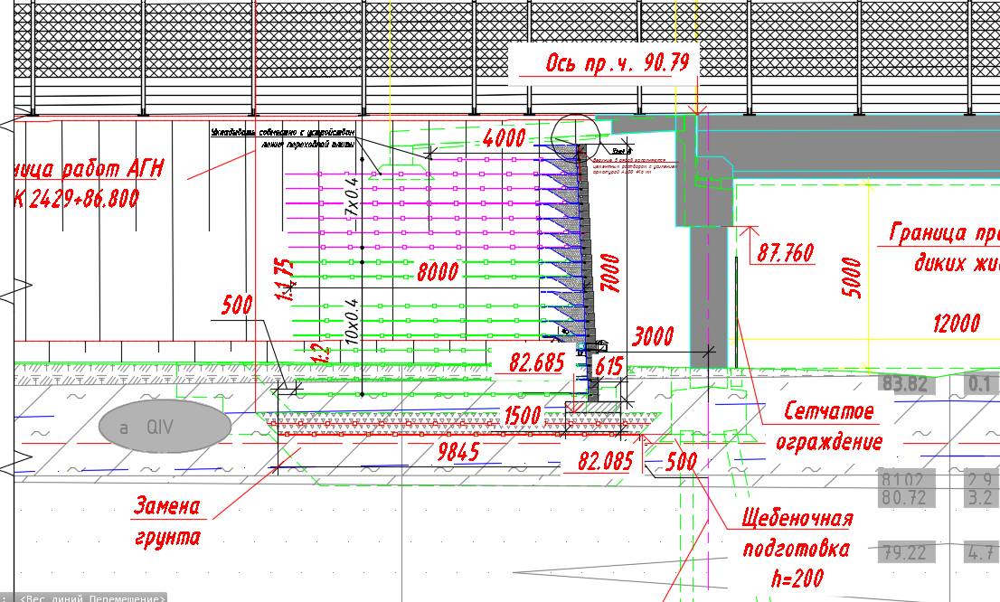 Ось пр.ч. 90.79
Укладывать совместно с устройством
лежня переходной плиты
4000
ница работ АГН
К 2429+86.800
7х0.4
87.760
Граница про
диких жи
1:1.75
8000
7000
5000
500
10х0.4
3000
12000
1:2
82.685
615
83.82
0.1
Сетчатое
ограждение
а QIV
1500
9845
82.085
500
81.02
2.9
80.72
3.2
Замена
грунта
Щебеночная
подготовка
h=200
79.22
4.7
: <Вес линий Перемещение>